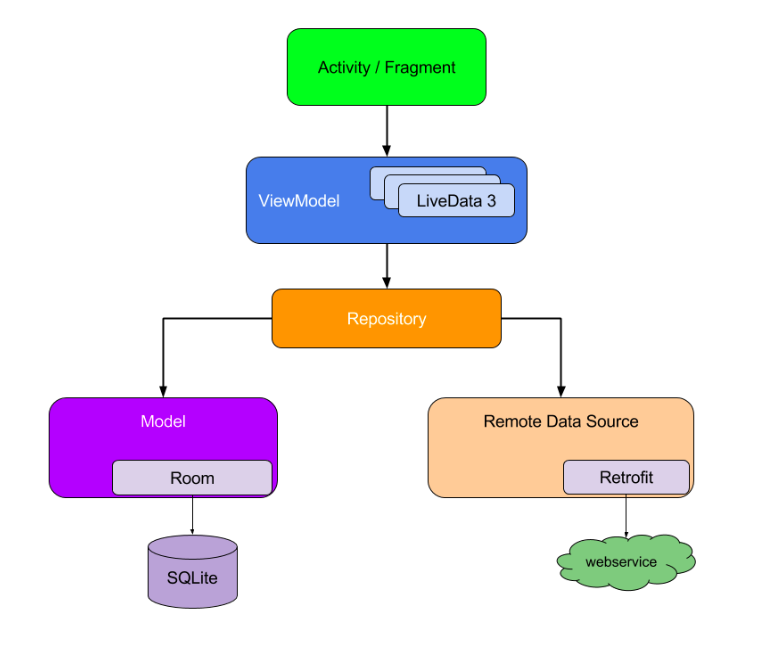 Activity / Fragment
ViewModel
LiveData 3
Repository
Model
Remote Data Source
Room
Retrofit
SQLite
webservice